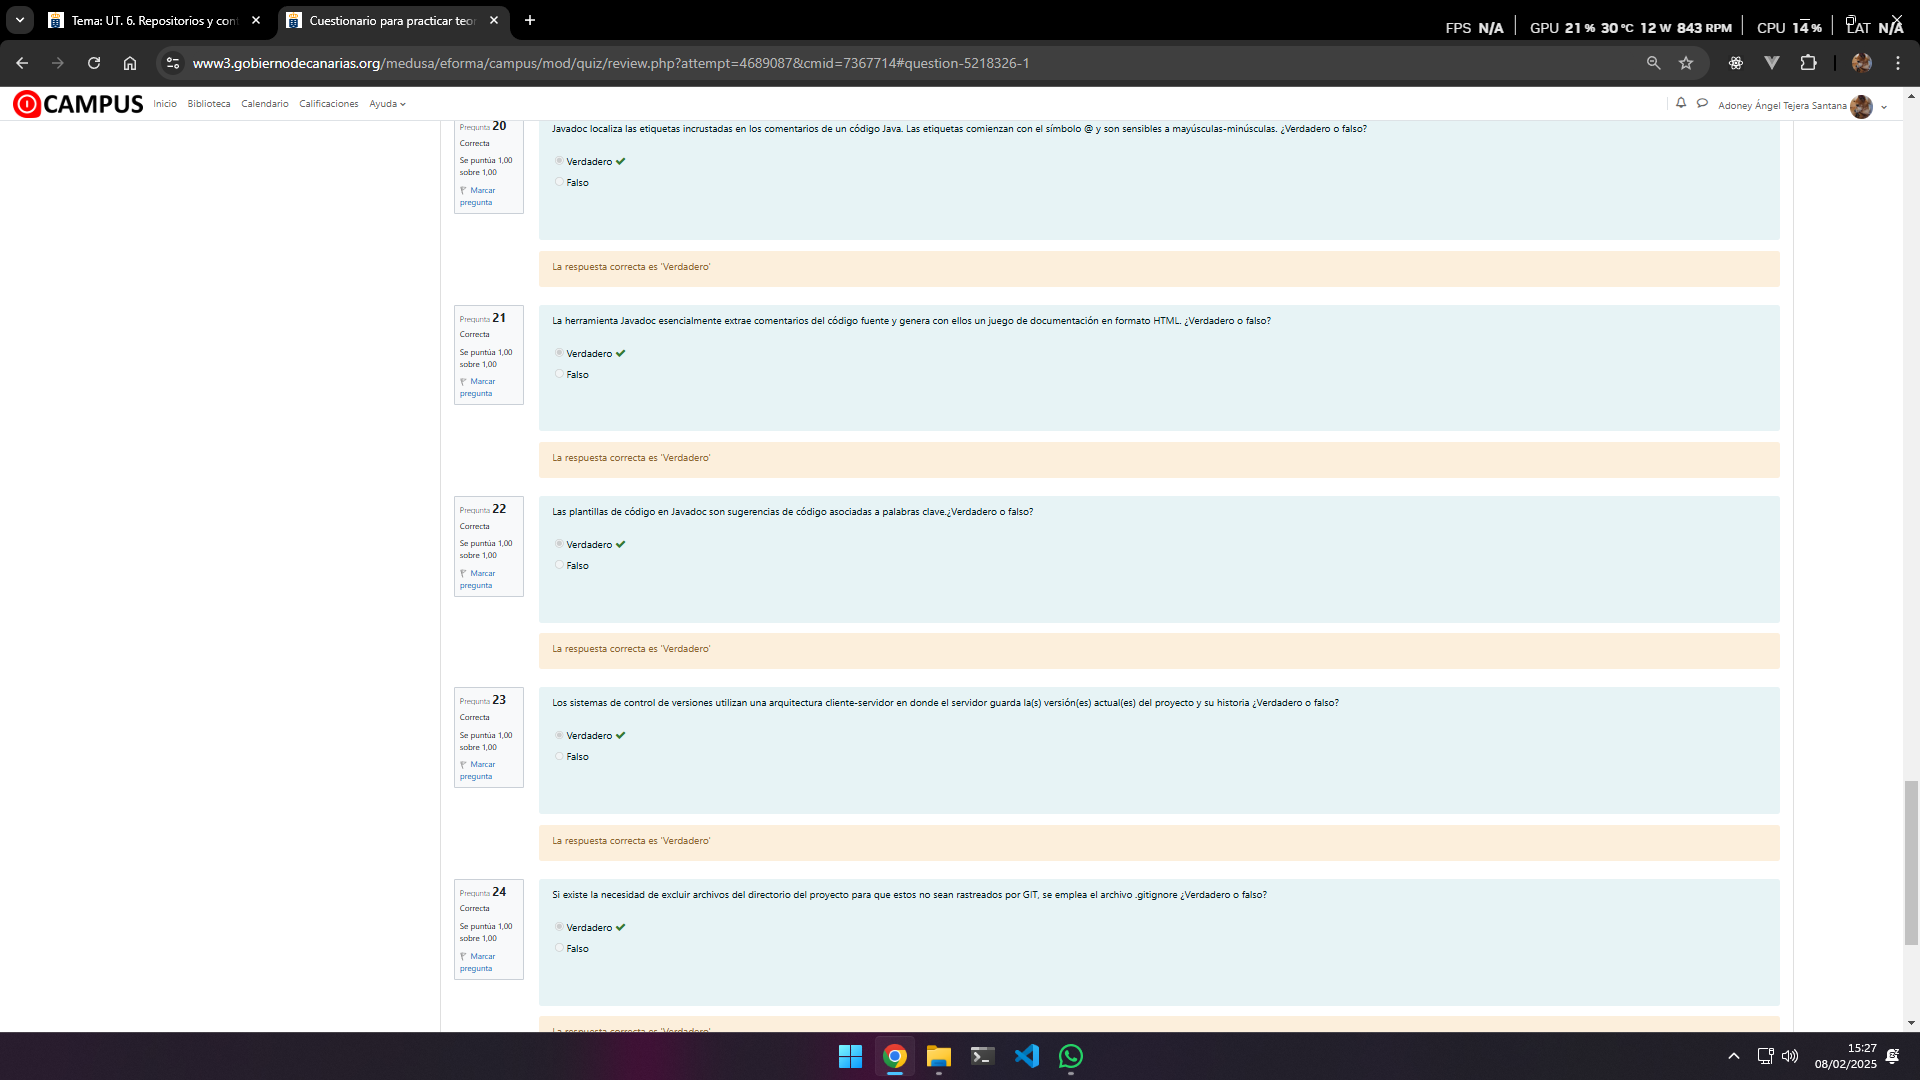 Tema: UT. 6. Repositorios y con
Cuestionario para practicar teor
FPS N/A GPU 21 % 30 °C 12 W 843 RPM CPU 14 % LAT N/A
www3.gobiernodecanarias.org/medusa/eforma/campus/mod/quiz/review.php?attempt=4689087&cmid=7367714#question-5218326-1
CAMPUS Inicio Biblioteca Calendario Calificaciones Ayuda Adoney Ángel Tejera Santana
Pregunta 20
Correcta
Se puntúa 1,00
sobre 1,00
Marcar
pregunta
Javadoc localiza las etiquetas incrustadas en los comentarios de un código Java. Las etiquetas comienzan con el símbolo @ y son sensibles a mayúsculas-minúsculas. ¿Verdadero o falso?
Verdadero
Falso
La respuesta correcta es 'Verdadero'
Pregunta 21
Correcta
Se puntúa 1,00
sobre 1,00
Marcar
pregunta
La herramienta Javadoc esencialmente extrae comentarios del código fuente y genera con ellos un juego de documentación en formato HTML. ¿Verdadero o falso?
Verdadero
Falso
La respuesta correcta es 'Verdadero'
Pregunta 22
Correcta
Se puntúa 1,00
sobre 1,00
Marcar
pregunta
Las plantillas de código en Javadoc son sugerencias de código asociadas a palabras clave.¿Verdadero o falso?
Verdadero
Falso
La respuesta correcta es 'Verdadero'
Pregunta 23
Correcta
Se puntúa 1,00
sobre 1,00
Marcar
pregunta
Los sistemas de control de versiones utilizan una arquitectura cliente-servidor en donde el servidor guarda la(s) versión(es) actual(es) del proyecto y su historia ¿Verdadero o falso?
Verdadero
Falso
La respuesta correcta es 'Verdadero'
Pregunta 24
Correcta
Se puntúa 1,00
sobre 1,00
Marcar
pregunta
Si existe la necesidad de excluir archivos del directorio del proyecto para que estos no sean rastreados por GIT, se emplea el archivo .gitignore ¿Verdadero o falso?
Verdadero
Falso
La respuesta correcta es 'Verdadero'
15:27
08/02/2025